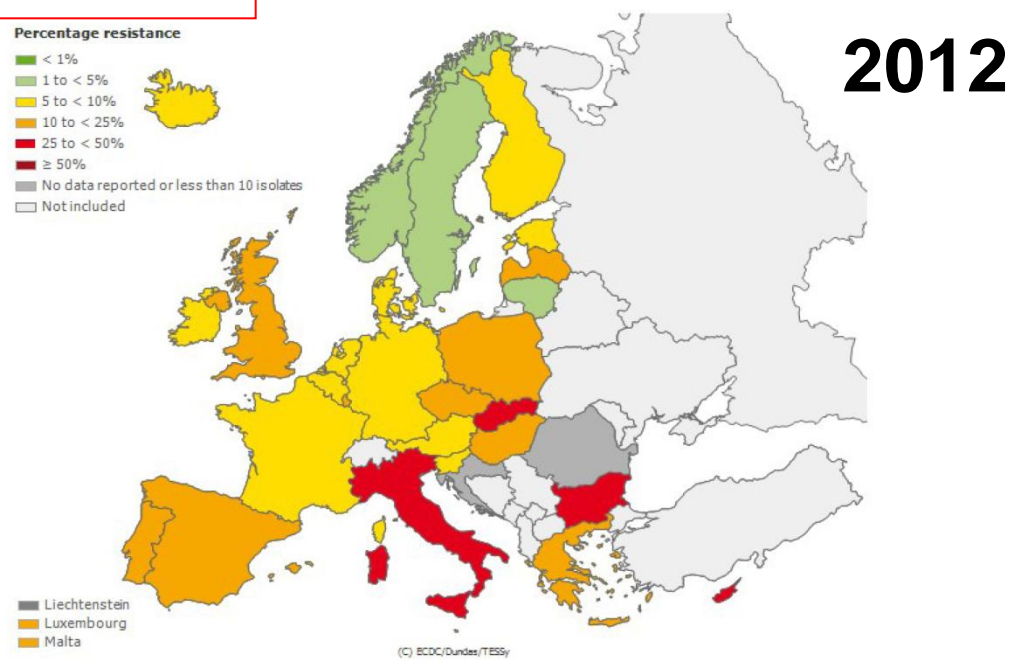 2012
Percentage resistance
< 1%
1 to < 5%
5 to < 10%
10 to < 25%
25 to < 50%
≥ 50%
No data reported or less than 10 isolates
Not included
Liechtenstein
Luxembourg
Malta
(C) ECDC/Dundas/TESSy